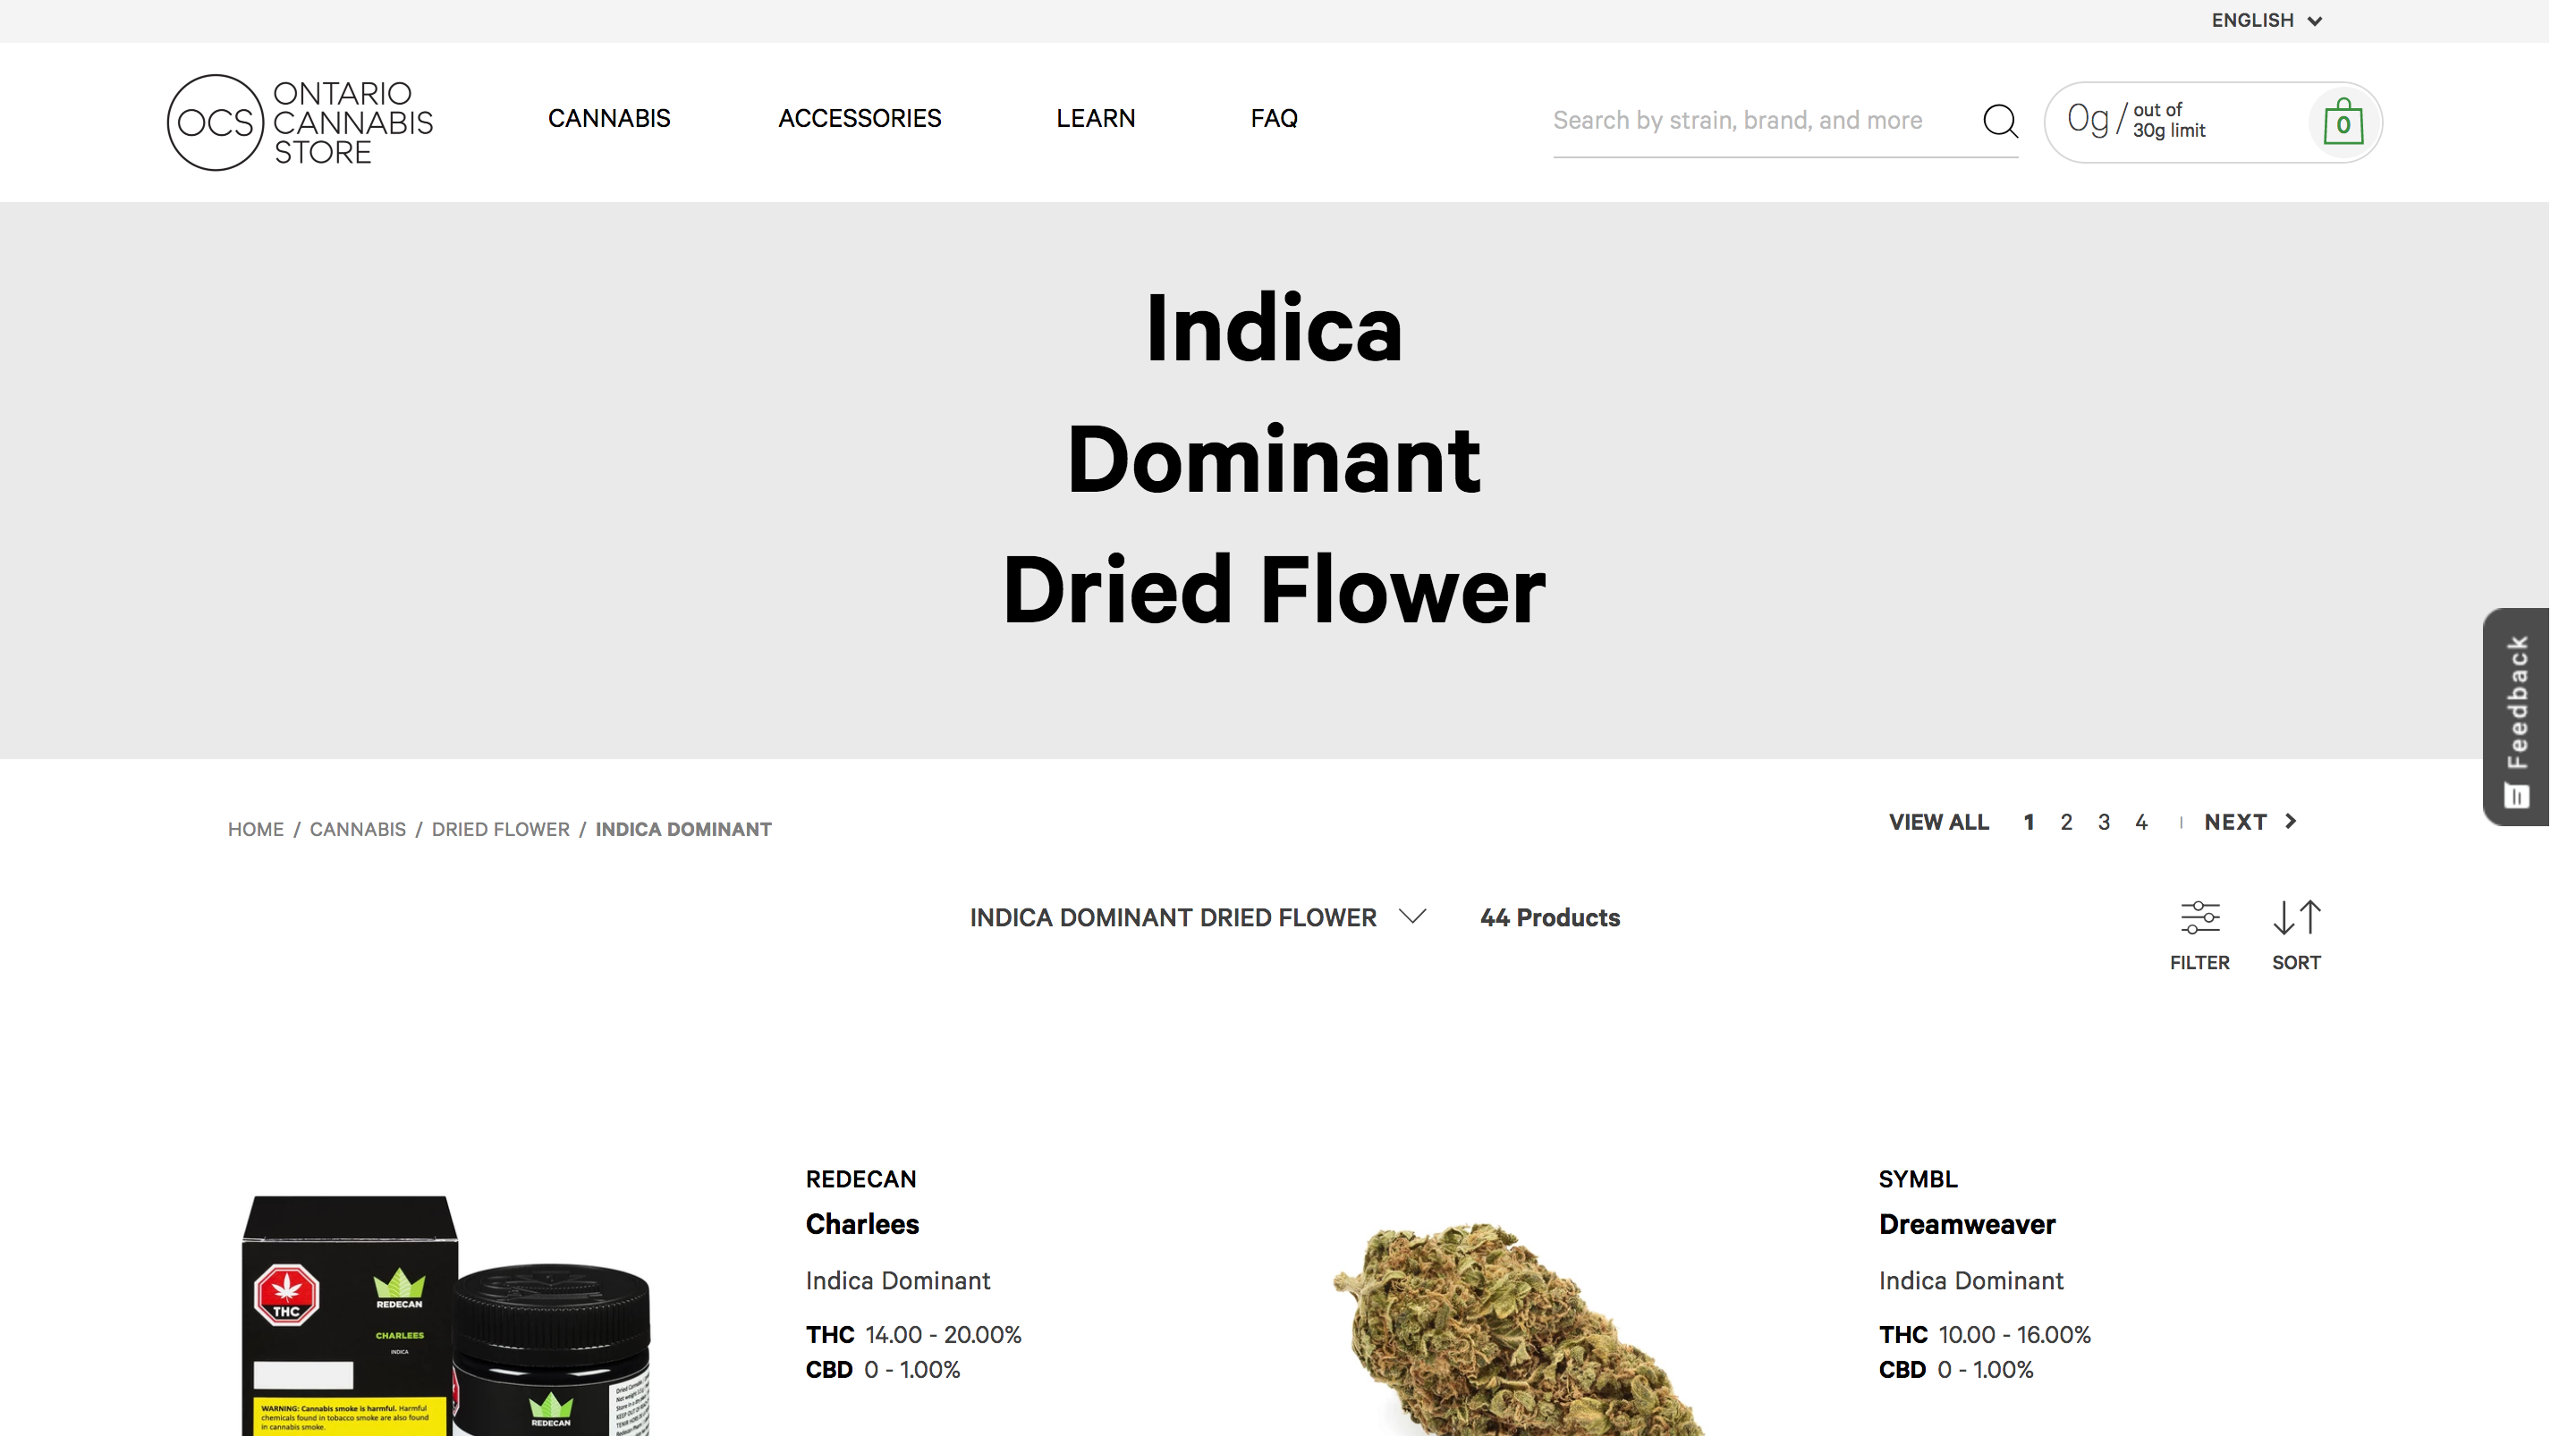 ENGLISH
OCS
ONTARIO
CANNABIS
STORE
CANNABIS
ACCESSORIES
LEARN
FAQ
Search by strain, brand, and more
0g / out of
30g limit
0
Indica
Dominant
Dried Flower
Feedback
HOME / CANNABIS / DRIED FLOWER / INDICA DOMINANT
VIEW ALL 1 2 3 4 | NEXT
INDICA DOMINANT DRIED FLOWER
44 Products
FILTER
SORT
REDECAN
Charlees
Indica Dominant
THC 14.00 - 20.00%
CBD 0 - 1.00%
THC
REDECAN
CHARLEES
INDICA
WARNING: Cannabis smoke is harmful. Harmful
chemicals found in tobacco smoke are also found
in cannabis smoke.
REDECAN
SYMBL
Dreamweaver
Indica Dominant
THC 10.00 - 16.00%
CBD 0 - 1.00%